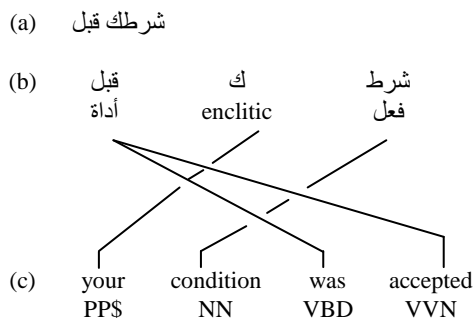 (a) شرطك قبل
(b) شرط ك قبل
فعل enclitic أداة
(c) your condition was accepted
PP$ NN VBD VVN